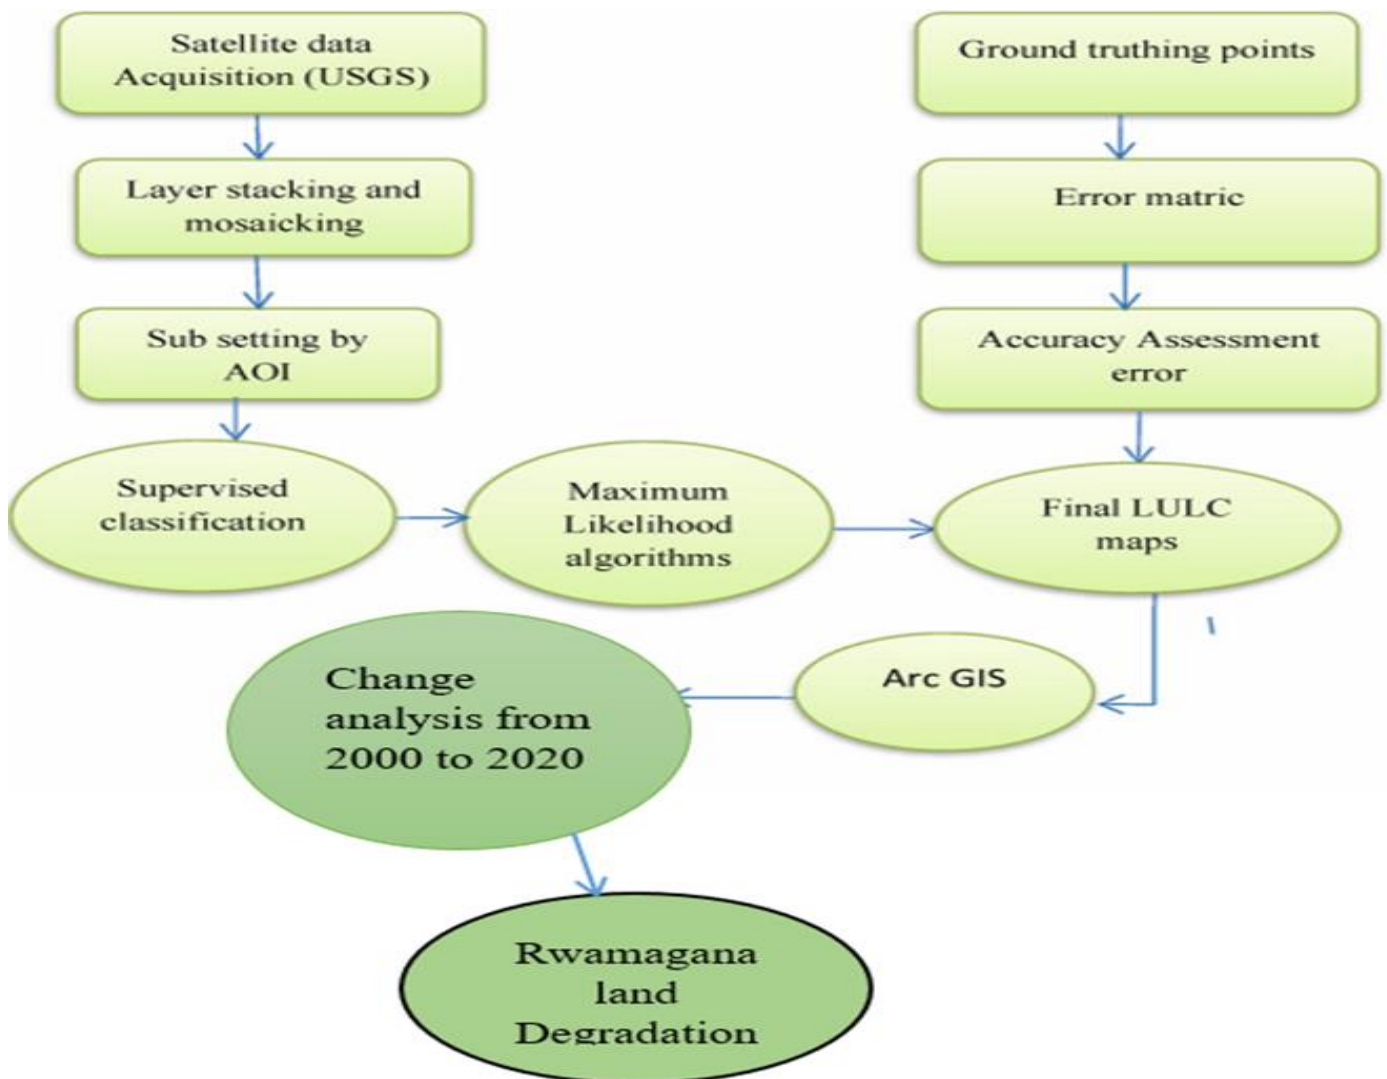 Satellite data
Acquisition (USGS)
Layer stacking and
mosaicking
Sub setting by
AOI
Supervised
classification
Maximum
Likelihood
algorithms
Ground truthing points
Error matric
Accuracy Assessment
error
Final LULC
maps
Arc GIS
Change
analysis from
2000 to 2020
Rwamagana
land
Degradation